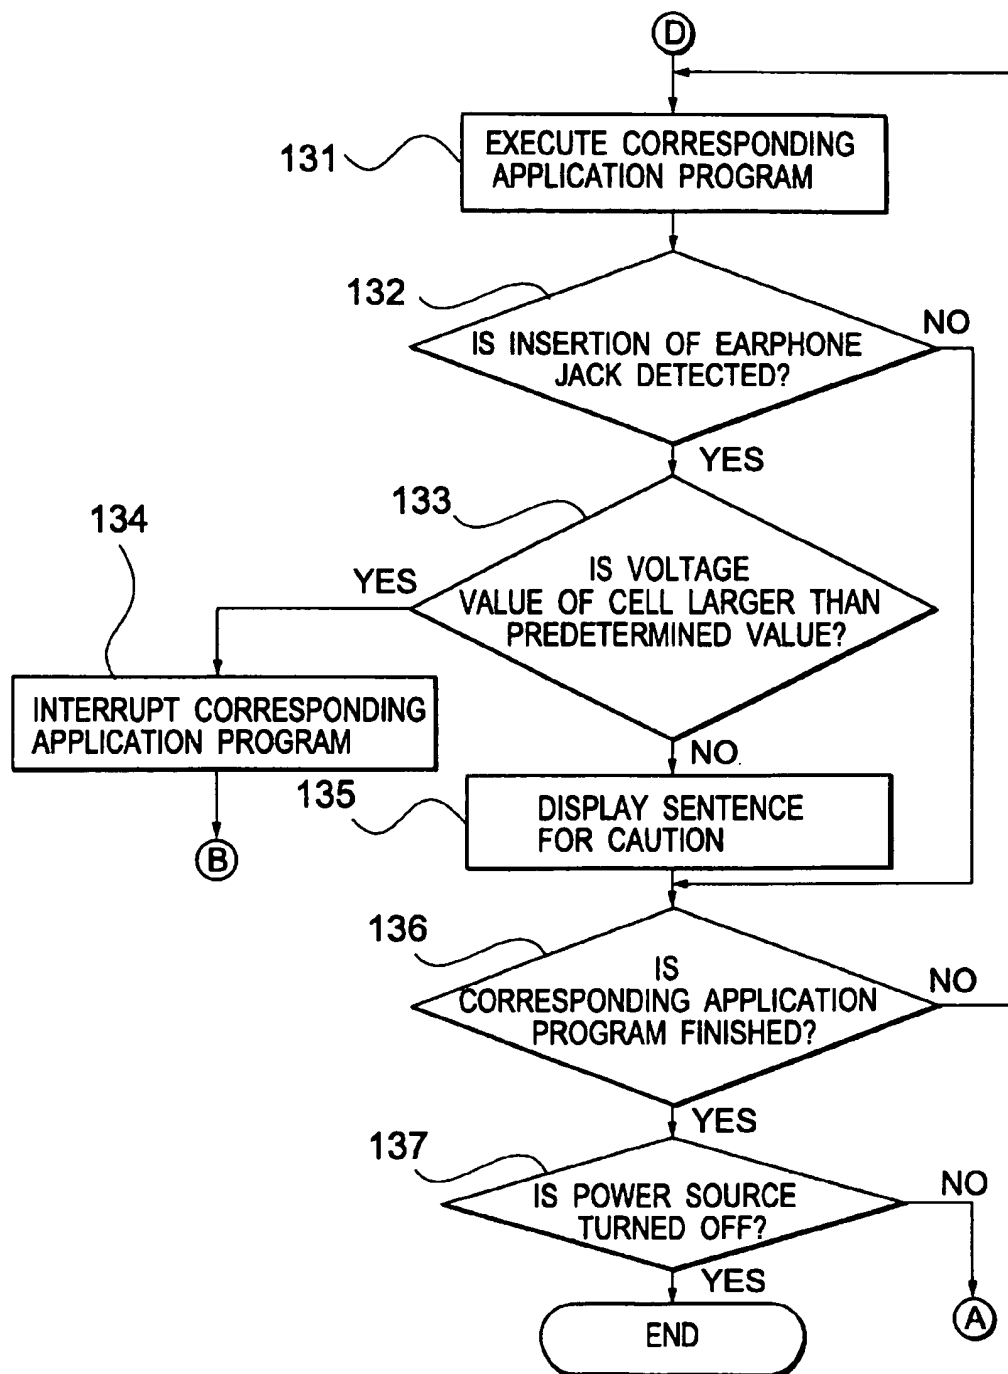 D
131
EXECUTE CORRESPONDING
APPLICATION PROGRAM
132
NO
IS INSERTION OF EARPHONE
JACK DETECTED?
YES
133
134
YES
IS VOLTAGE
VALUE OF CELL LARGER THAN
PREDETERMINED VALUE?
INTERRUPT CORRESPONDING
APPLICATION PROGRAM
NO
135
DISPLAY SENTENCE
FOR CAUTION
B
136
IS
CORRESPONDING APPLICATION
PROGRAM FINISHED?
NO
YES
137
IS POWER SOURCE
TURNED OFF?
NO
YES
END
A